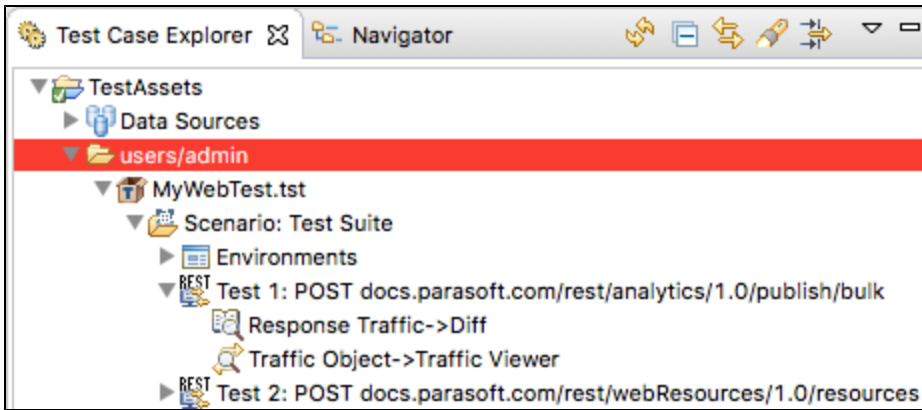 Test Case Explorer Navigator
TestAssets
Data Sources
users/admin
MyWebTest.tst
Scenario: Test Suite
Environments
REST Test 1: POST docs.parasoft.com/rest/analytics/1.0/publish/bulk
Response Traffic->Diff
Traffic Object->Traffic Viewer
REST Test 2: POST docs.parasoft.com/rest/webResources/1.0/resources